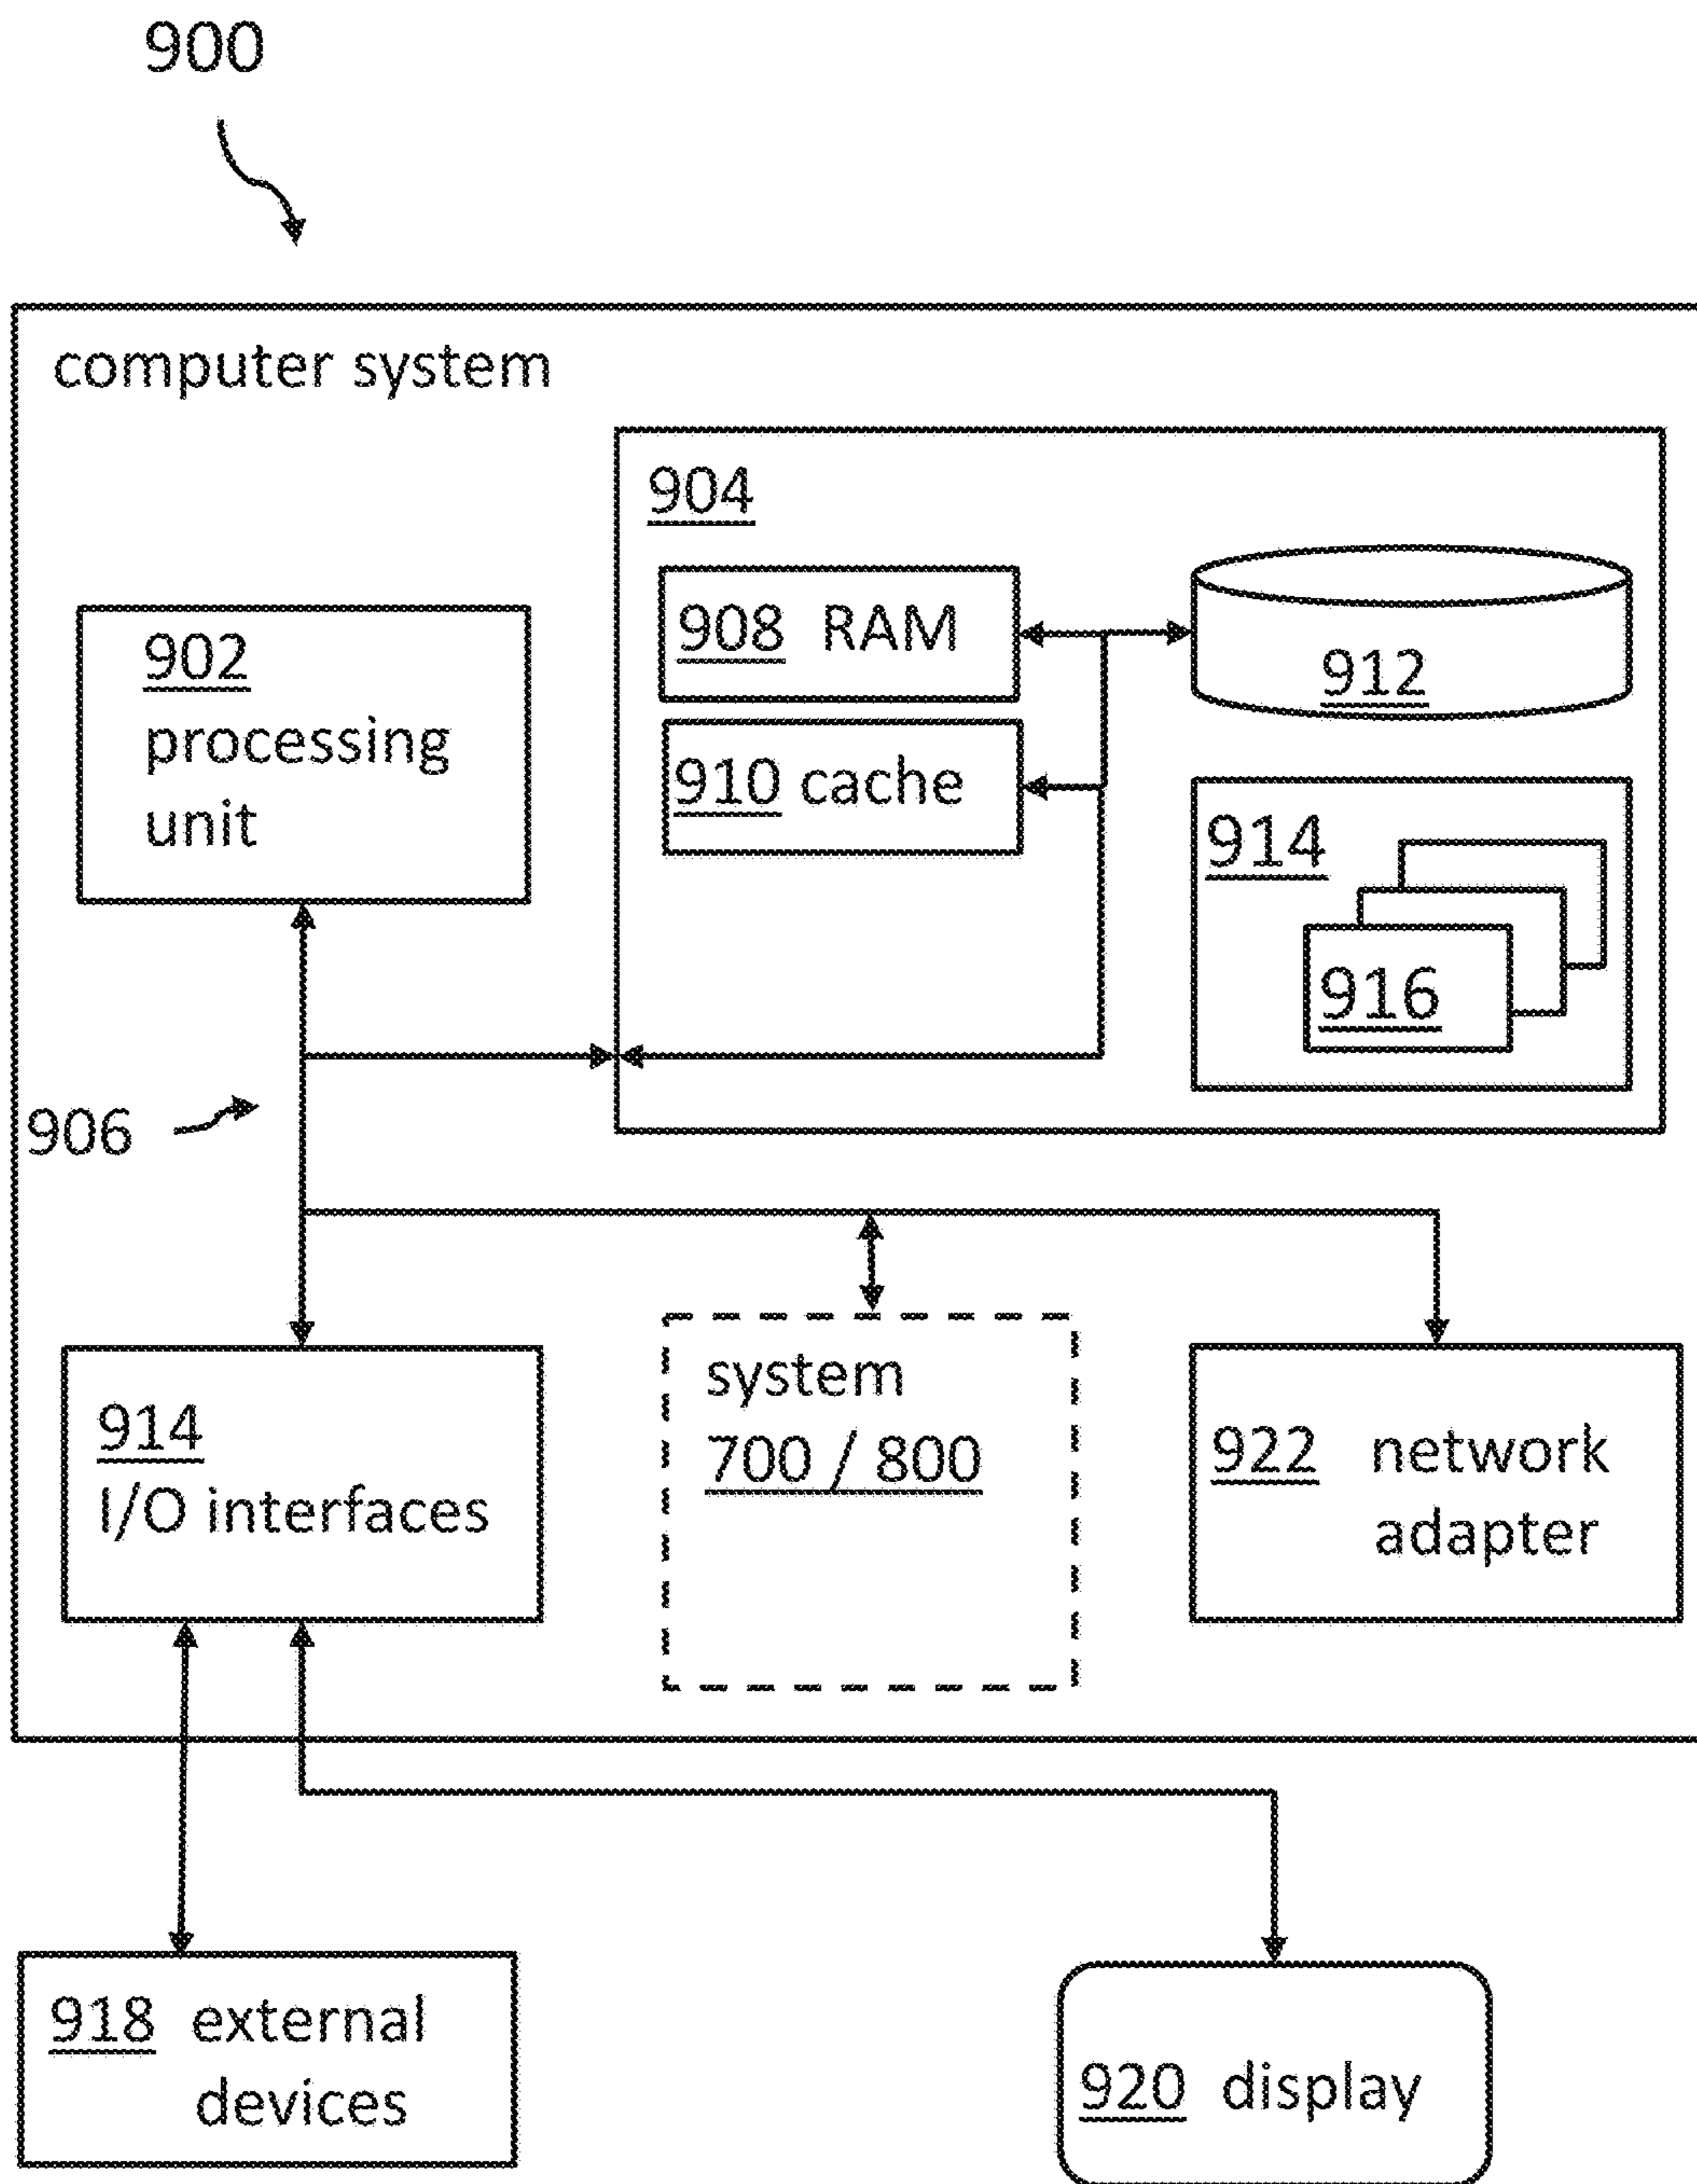 900
computer system
904
908 RAM
912
902
processing
unit
910 cache
914
916
906
914
I/O interfaces
system
700 / 800
922 network
adapter
918 external
devices
920 display